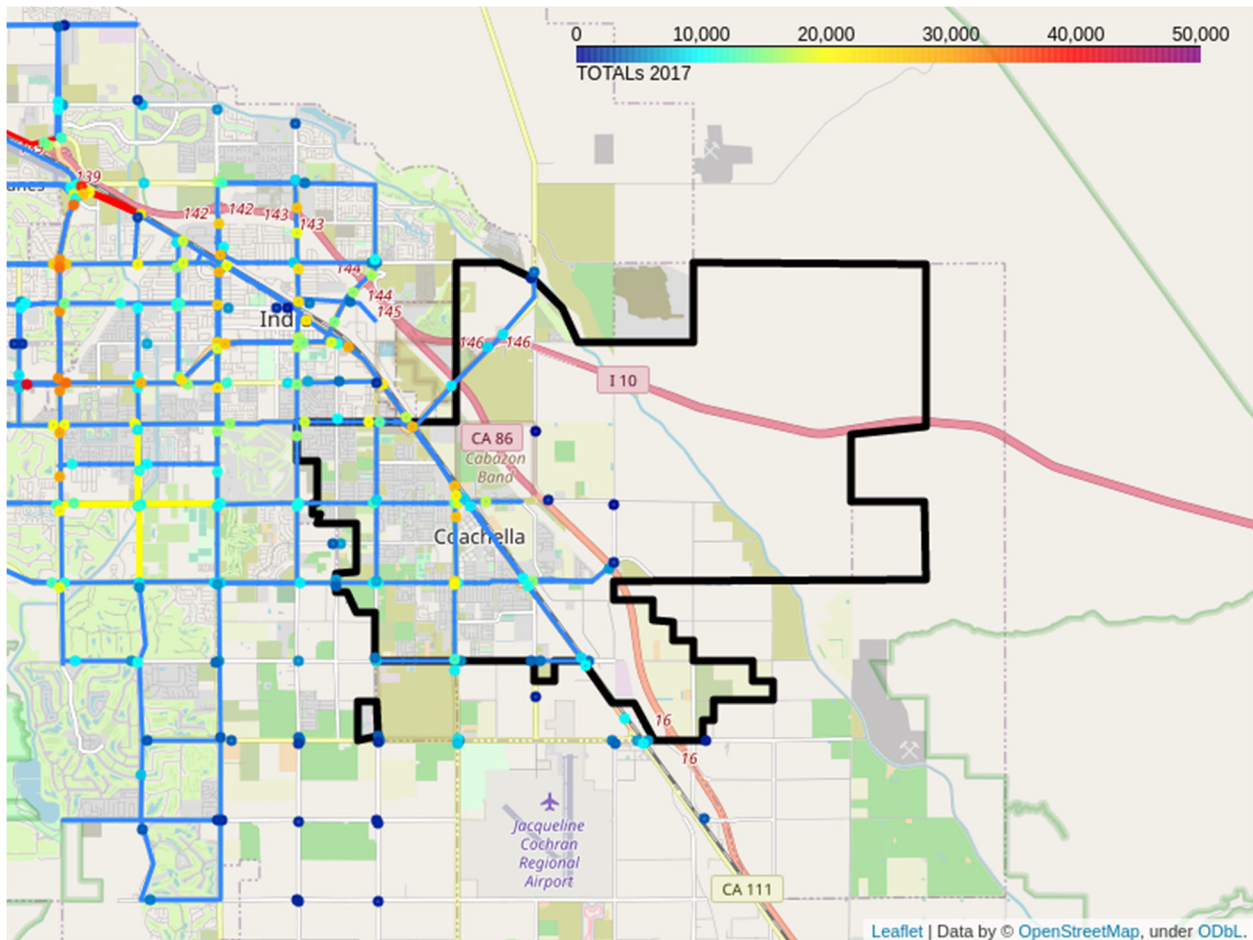 0 10,000 20,000 30,000 40,000 50,000
TOTALs 2017
139
142 142 143
143
144
144
145
Ind
146 146
I 10
CA 86
Cabazon
Band
Coachella
16
16
Jacqueline
Cochran
Regional
Airport
CA 111
Leaflet | Data by © OpenStreetMap, under ODbL.